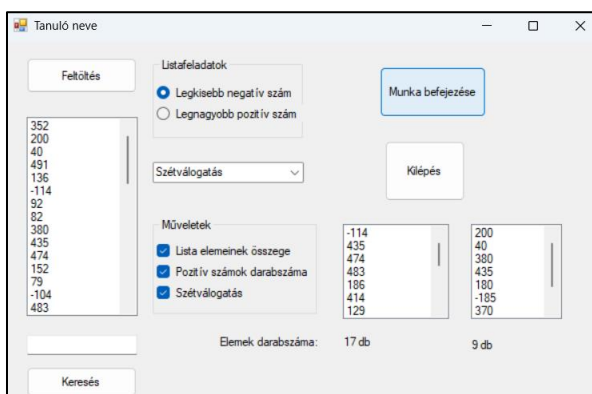 Tanuló neve
Feltöltés
352
200
40
491
136
-114
92
82
380
435
474
152
79
-104
483
Keresés
Listafeladatok
Legkisebb negatív szám
Legnagyobb pozitív szám
Szétválogatás
Műveletek
Lista elemeinek összege
Pozitív számok darabszáma
Szétválogatás
Munka befejezése
Kilépés
-114
435
474
483
186
414
129
200
40
380
435
180
-185
370
Elemek darabszáma:
17 db
9 db